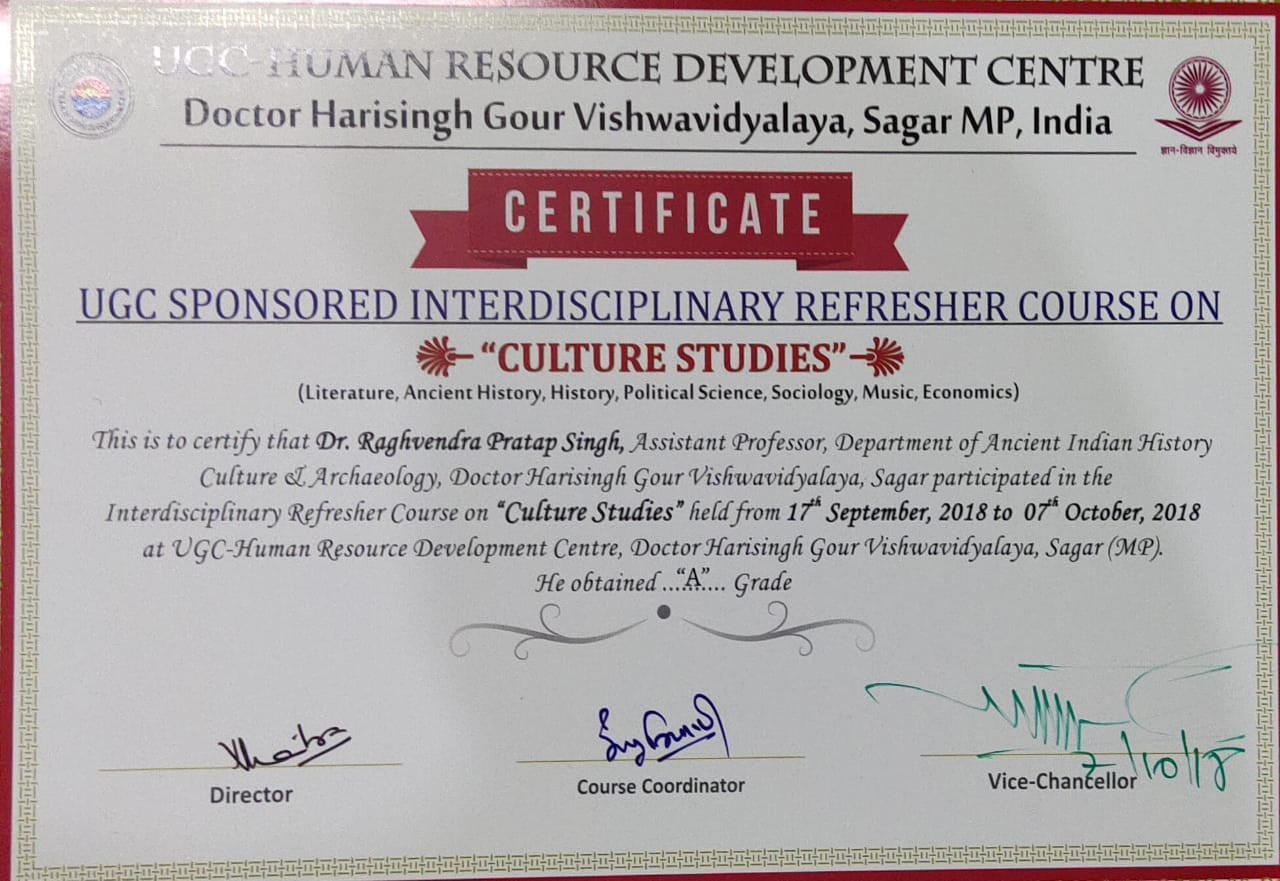 UGC-HUMAN RESOURCE DEVELOPMENT CENTRE
Doctor Harisingh Gour Vishwavidyalaya, Sagar MP, India
ज्ञान-विज्ञान विमुक्तये
CERTIFICATE
UGC SPONSORED INTERDISCIPLINARY REFRESHER COURSE ON
“CULTURE STUDIES”
(Literature, Ancient History, History, Political Science, Sociology, Music, Economics)
This is to certify that Dr. Raghvendra Pratap Singh, Assistant Professor, Department of Ancient Indian History
Culture & Archaeology, Doctor Harisingh Gour Vishwavidyalaya, Sagar participated in the
Interdisciplinary Refresher Course on “Culture Studies” held from 17th September, 2018 to 07th October, 2018
at UGC-Human Resource Development Centre, Doctor Harisingh Gour Vishwavidyalaya, Sagar (MP).
He obtained ...“A”.... Grade
7/10/18
Director
Course Coordinator
Vice-Chancellor